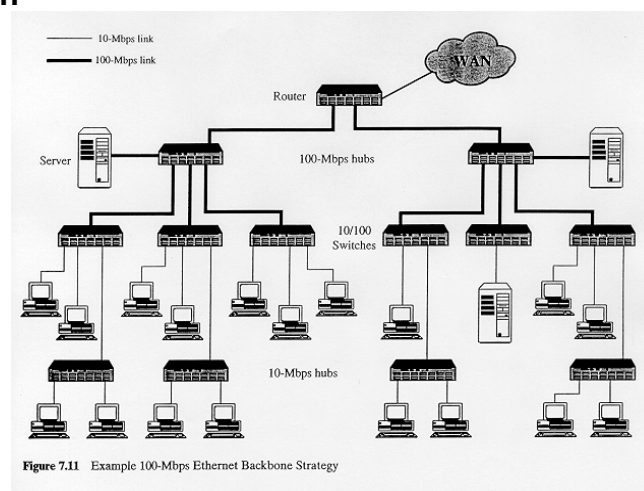 10-Mbps link
100-Mbps link
WAN
Router
Server
100-Mbps hubs
10/100
Switches
10-Mbps hubs
Figure 7.11 Example 100-Mbps Ethernet Backbone Strategy